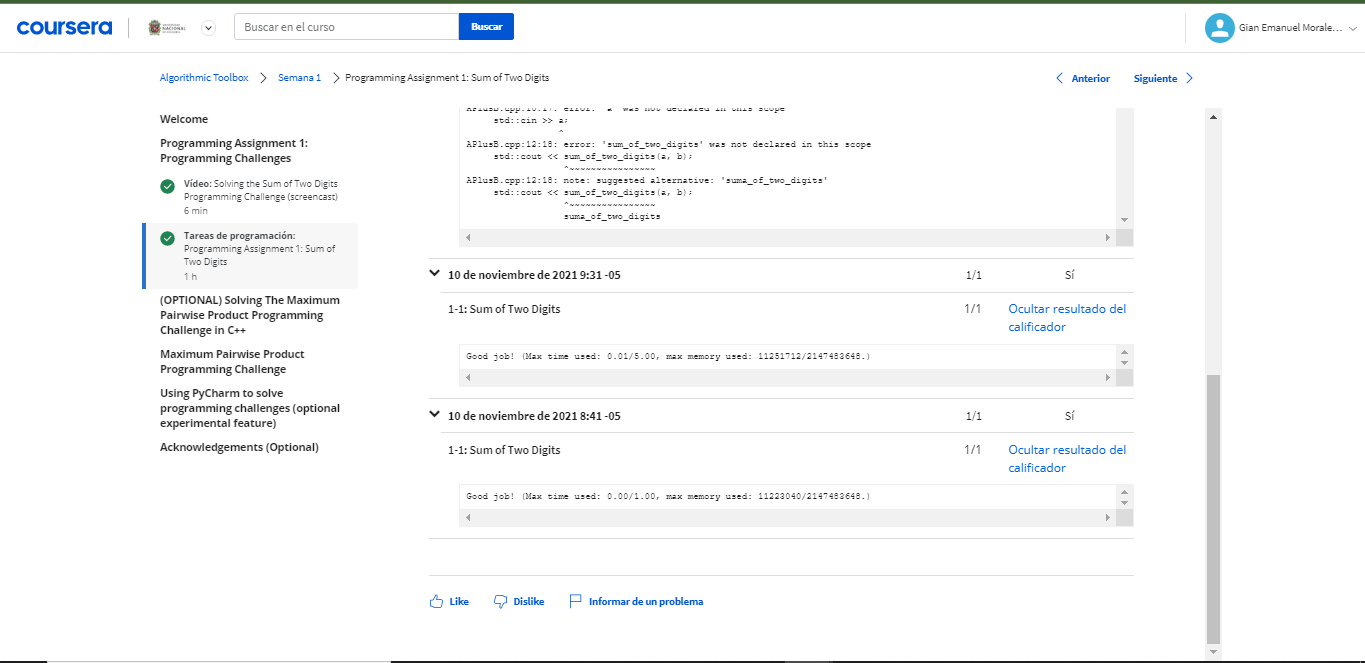 coursera
NACIONAL
Buscar en el curso
Buscar
Gian Emanuel Morale...
Algorithmic Toolbox > Semana 1 > Programming Assignment 1: Sum of Two Digits
Anterior
Siguiente
Welcome
Programming Assignment 1:
Programming Challenges
Vídeo: Solving the Sum of Two Digits
Programming Challenge (screencast)
6 min
Tareas de programación:
Programming Assignment 1: Sum of
Two Digits
1 h
(OPTIONAL) Solving The Maximum
Pairwise Product Programming
Challenge in C++
Maximum Pairwise Product
Programming Challenge
Using PyCharm to solve
programming challenges (optional
experimental feature)
Acknowledgements (Optional)
APlusB.cpp:10:17: error: 'a' was not declared in this scope
std::cin >> a;
^
APlusB.cpp:12:18: error: 'sum_of_two_digits' was not declared in this scope
std::cout << sum_of_two_digits(a, b);
^~~~~~~~~~~~~~~~~
APlusB.cpp:12:18: note: suggested alternative: 'suma_of_two_digits'
std::cout << sum_of_two_digits(a, b);
^~~~~~~~~~~~~~~~~
suma_of_two_digits
10 de noviembre de 2021 9:31 -05 1/1 Sí
1-1: Sum of Two Digits 1/1 Ocultar resultado del
calificador
Good job! (Max time used: 0.01/5.00, max memory used: 11251712/2147483648.)
10 de noviembre de 2021 8:41 -05 1/1 Sí
1-1: Sum of Two Digits 1/1 Ocultar resultado del
calificador
Good job! (Max time used: 0.00/1.00, max memory used: 11223040/2147483648.)
Like
Dislike
Informar de un problema